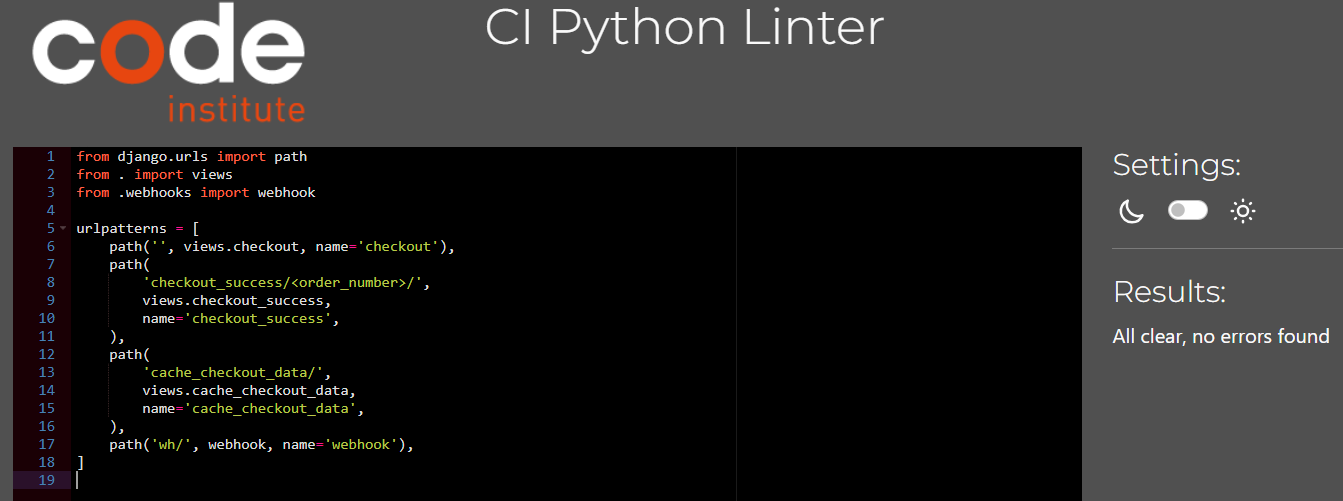 code
institute
CI Python Linter
1 from django.urls import path
2 from . import views
3 from .webhooks import webhook
4
5 urlpatterns = [
6     path('', views.checkout, name='checkout'),
7     path(
8         'checkout_success/<order_number>/',
9         views.checkout_success,
10         name='checkout_success',
11     ),
12     path(
13         'cache_checkout_data/',
14         views.cache_checkout_data,
15         name='cache_checkout_data',
16     ),
17     path('wh/', webhook, name='webhook'),
18 ]
19
Settings:
Results:
All clear, no errors found